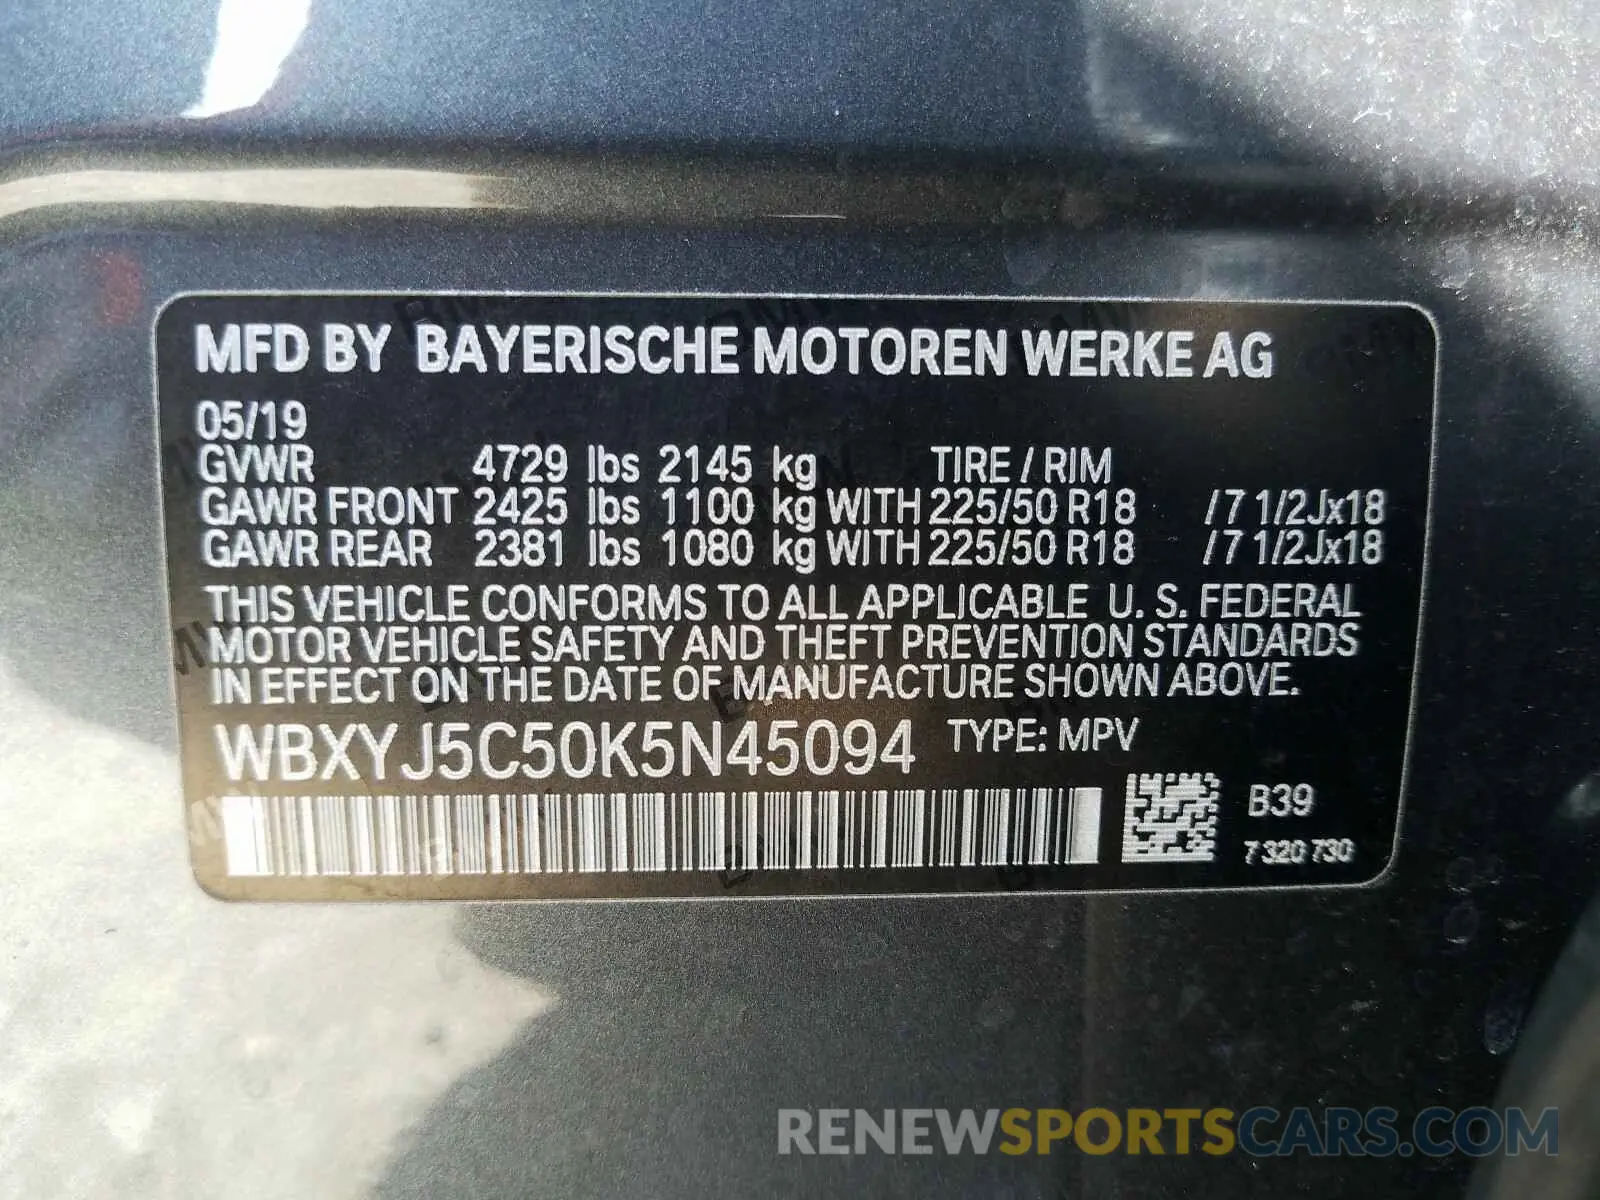 MFD BY BAYERISCHE MOTOREN WERKE AG
05/19
GVWR 4729 lbs 2145 kg TIRE / RIM
GAWR FRONT 2425 lbs 1100 kg WITH 225/50 R18 /7 1/2Jx18
GAWR REAR 2381 lbs 1080 kg WITH 225/50 R18 /7 1/2Jx18
THIS VEHICLE CONFORMS TO ALL APPLICABLE U. S. FEDERAL
MOTOR VEHICLE SAFETY AND THEFT PREVENTION STANDARDS
IN EFFECT ON THE DATE OF MANUFACTURE SHOWN ABOVE.
WBXYJ5C50K5N45094 TYPE: MPV
B39
7 320 730
RENEWSPORTSCARS.COM